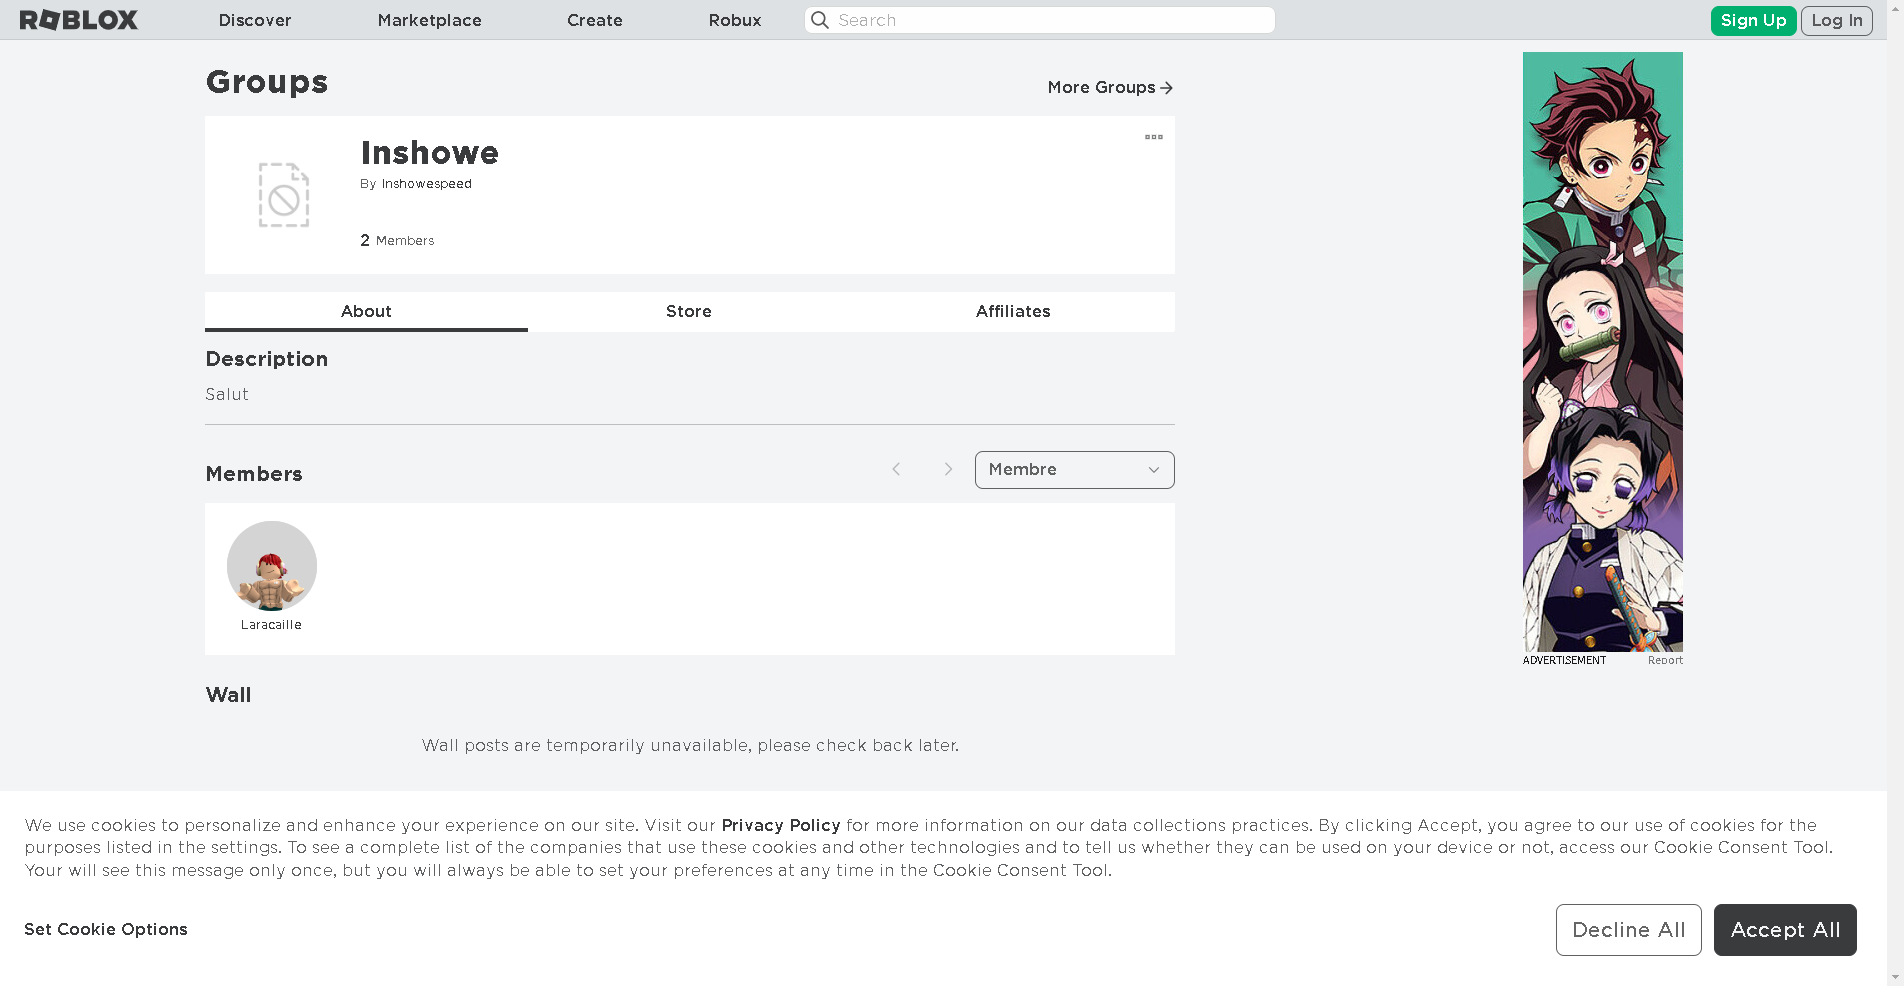 ROBLOX Discover Marketplace Create Robux Search Sign Up Log In
Groups
More Groups
Inshowe
By Inshowespeed
2 Members
About Store Affiliates
Description
Salut
Members
Membre
Laracaille
ADVERTISEMENT Report
Wall
Wall posts are temporarily unavailable, please check back later.
We use cookies to personalize and enhance your experience on our site. Visit our Privacy Policy for more information on our data collections practices. By clicking Accept, you agree to our use of cookies for the
purposes listed in the settings. To see a complete list of the companies that use these cookies and other technologies and to tell us whether they can be used on your device or not, access our Cookie Consent Tool.
Your will see this message only once, but you will always be able to set your preferences at any time in the Cookie Consent Tool.
Set Cookie Options
Decline All
Accept All